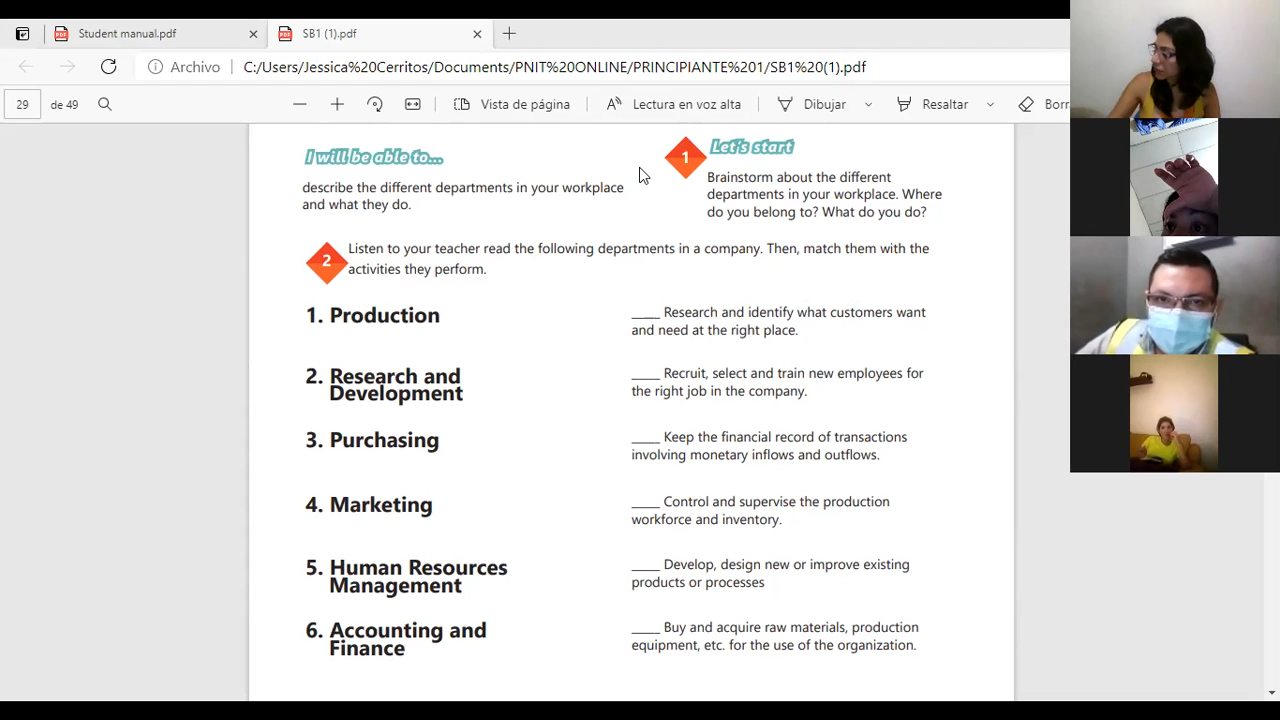 Student manual.pdf
SB1 (1).pdf
Archivo
C:/Users/Jessica%20Cerritos/Documents/PNIT%20ONLINE/PRINCIPIANTE%201/SB1%20(1).pdf
29
de 49
Vista de página
Lectura en voz alta
Dibujar
Resaltar
Borr
I will be able to...
describe the different departments in your workplace
and what they do.
1
Let's start
Brainstorm about the different
departments in your workplace. Where
do you belong to? What do you do?
2
Listen to your teacher read the following departments in a company. Then, match them with the
activities they perform.
1. Production
____ Research and identify what customers want
and need at the right place.
2. Research and
Development
____ Recruit, select and train new employees for
the right job in the company.
3. Purchasing
____ Keep the financial record of transactions
involving monetary inflows and outflows.
4. Marketing
____ Control and supervise the production
workforce and inventory.
5. Human Resources
Management
____ Develop, design new or improve existing
products or processes
6. Accounting and
Finance
____ Buy and acquire raw materials, production
equipment, etc. for the use of the organization.